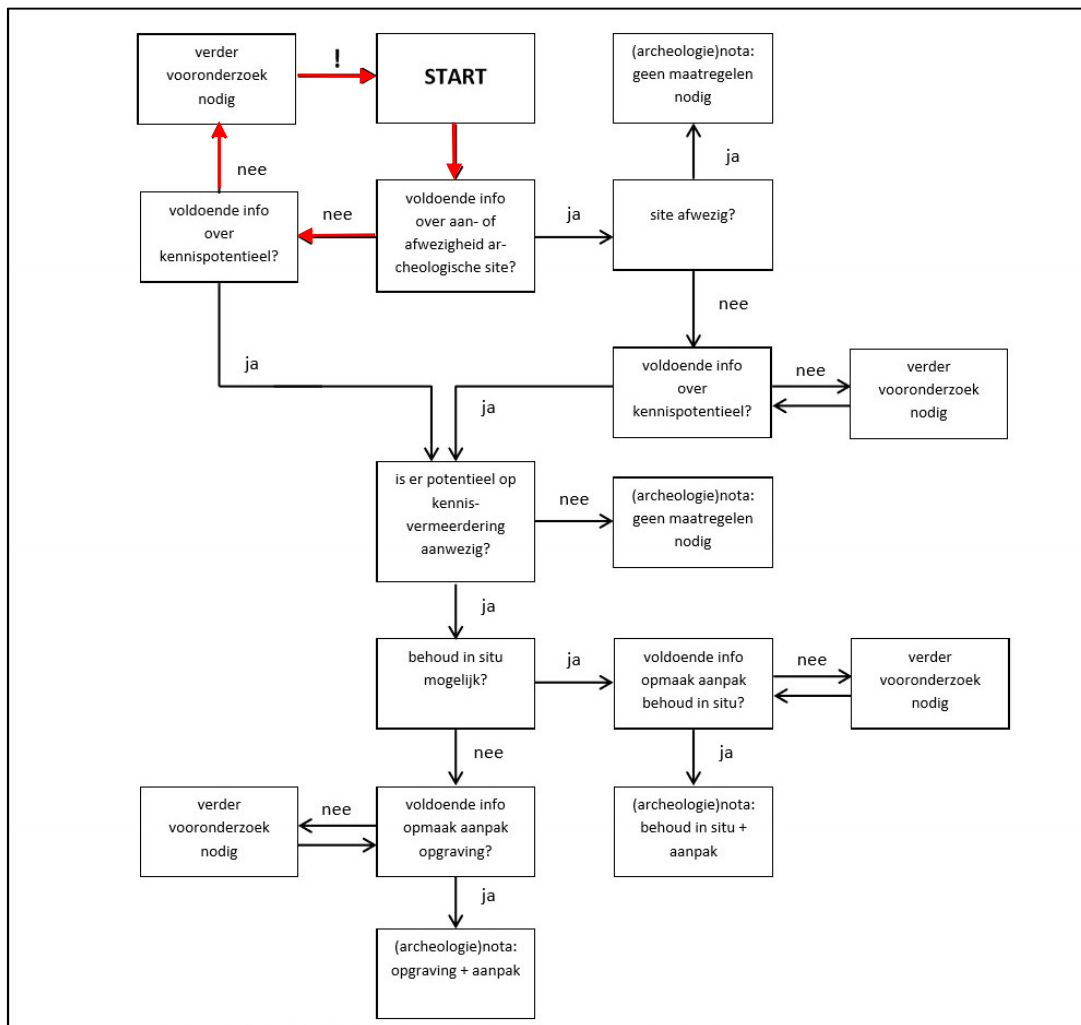 verder
vooronderzoek
nodig
!
START
(archeologie)nota:
geen maatregelen
nodig
nee
ja
voldoende info
over
kennispotentieel?
nee
voldoende info
over aan- of
afwezigheid ar-
cheologische site?
ja
site afwezig?
nee
ja
voldoende info
over
kennispotentieel?
nee
verder
vooronderzoek
nodig
ja
is er potentieel op
kennis-
vermeerdering
aanwezig?
nee
(archeologie)nota:
geen maatregelen
nodig
ja
behoud in situ
mogelijk?
ja
voldoende info
opmaak aanpak
behoud in situ?
nee
verder
vooronderzoek
nodig
nee
ja
verder
vooronderzoek
nodig
nee
voldoende info
opmaak aanpak
opgraving?
(archeologie)nota:
behoud in situ +
aanpak
ja
(archeologie)nota:
opgraving + aanpak